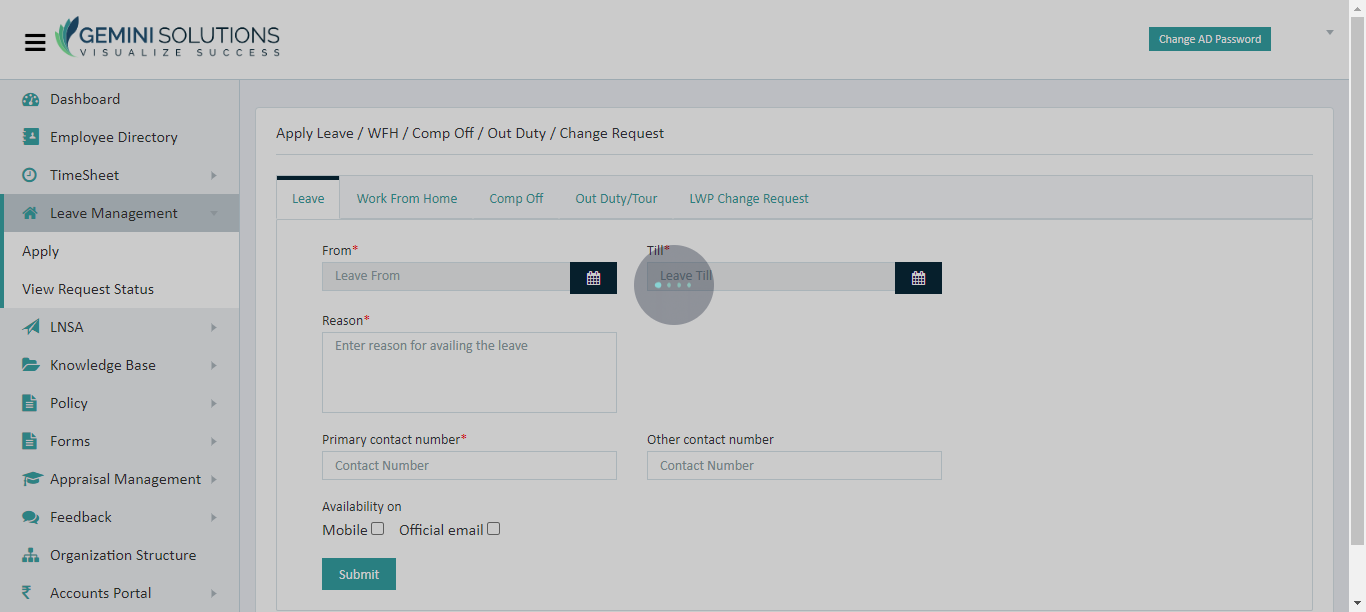 GEMINI SOLUTIONS
VISUALIZE SUCCESS
Change AD Password
Dashboard
Employee Directory
TimeSheet
Leave Management
Apply
View Request Status
LNSA
Knowledge Base
Policy
Forms
Appraisal Management
Feedback
Organization Structure
Accounts Portal
Apply Leave / WFH / Comp Off / Out Duty / Change Request
Leave Work From Home Comp Off Out Duty/Tour LWP Change Request
From* Till*
Leave From Leave Till
Reason*
Enter reason for availing the leave
Primary contact number* Other contact number
Contact Number Contact Number
Availability on
Mobile Official email
Submit